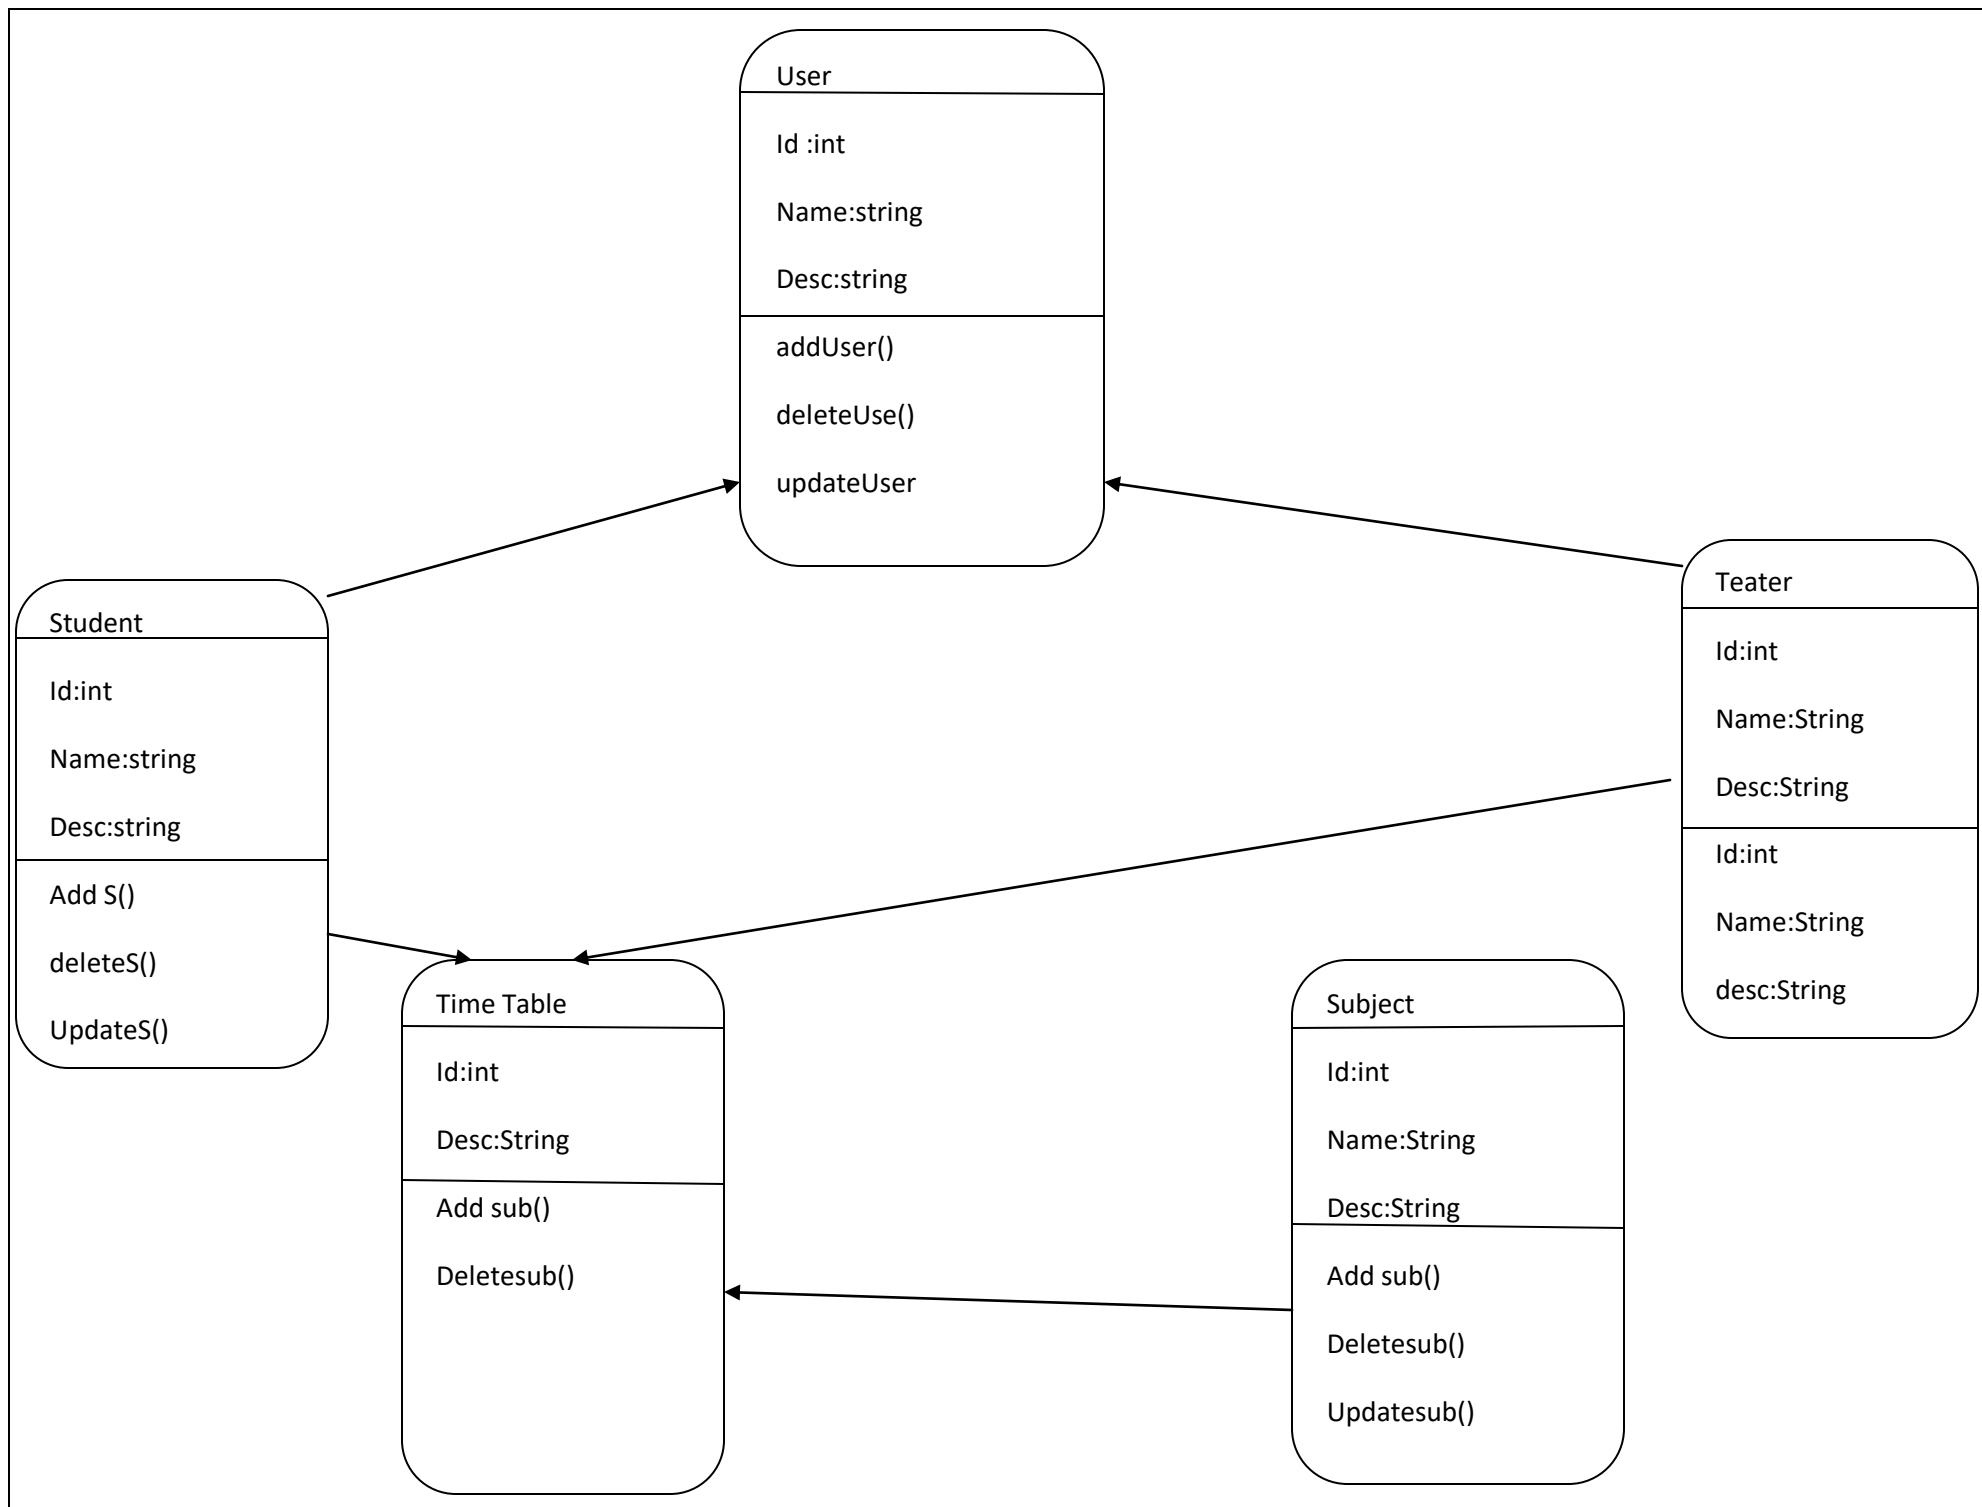 User
Id :int
Name:string
Desc:string
addUser()
deleteUse()
updateUser
Student
Id:int
Name:string
Desc:string
Add S()
deleteS()
UpdateS()
Teater
Id:int
Name:String
Desc:String
Id:int
Name:String
desc:String
Time Table
Id:int
Desc:String
Add sub()
Deletesub()
Subject
Id:int
Name:String
Desc:String
Add sub()
Deletesub()
Updatesub()